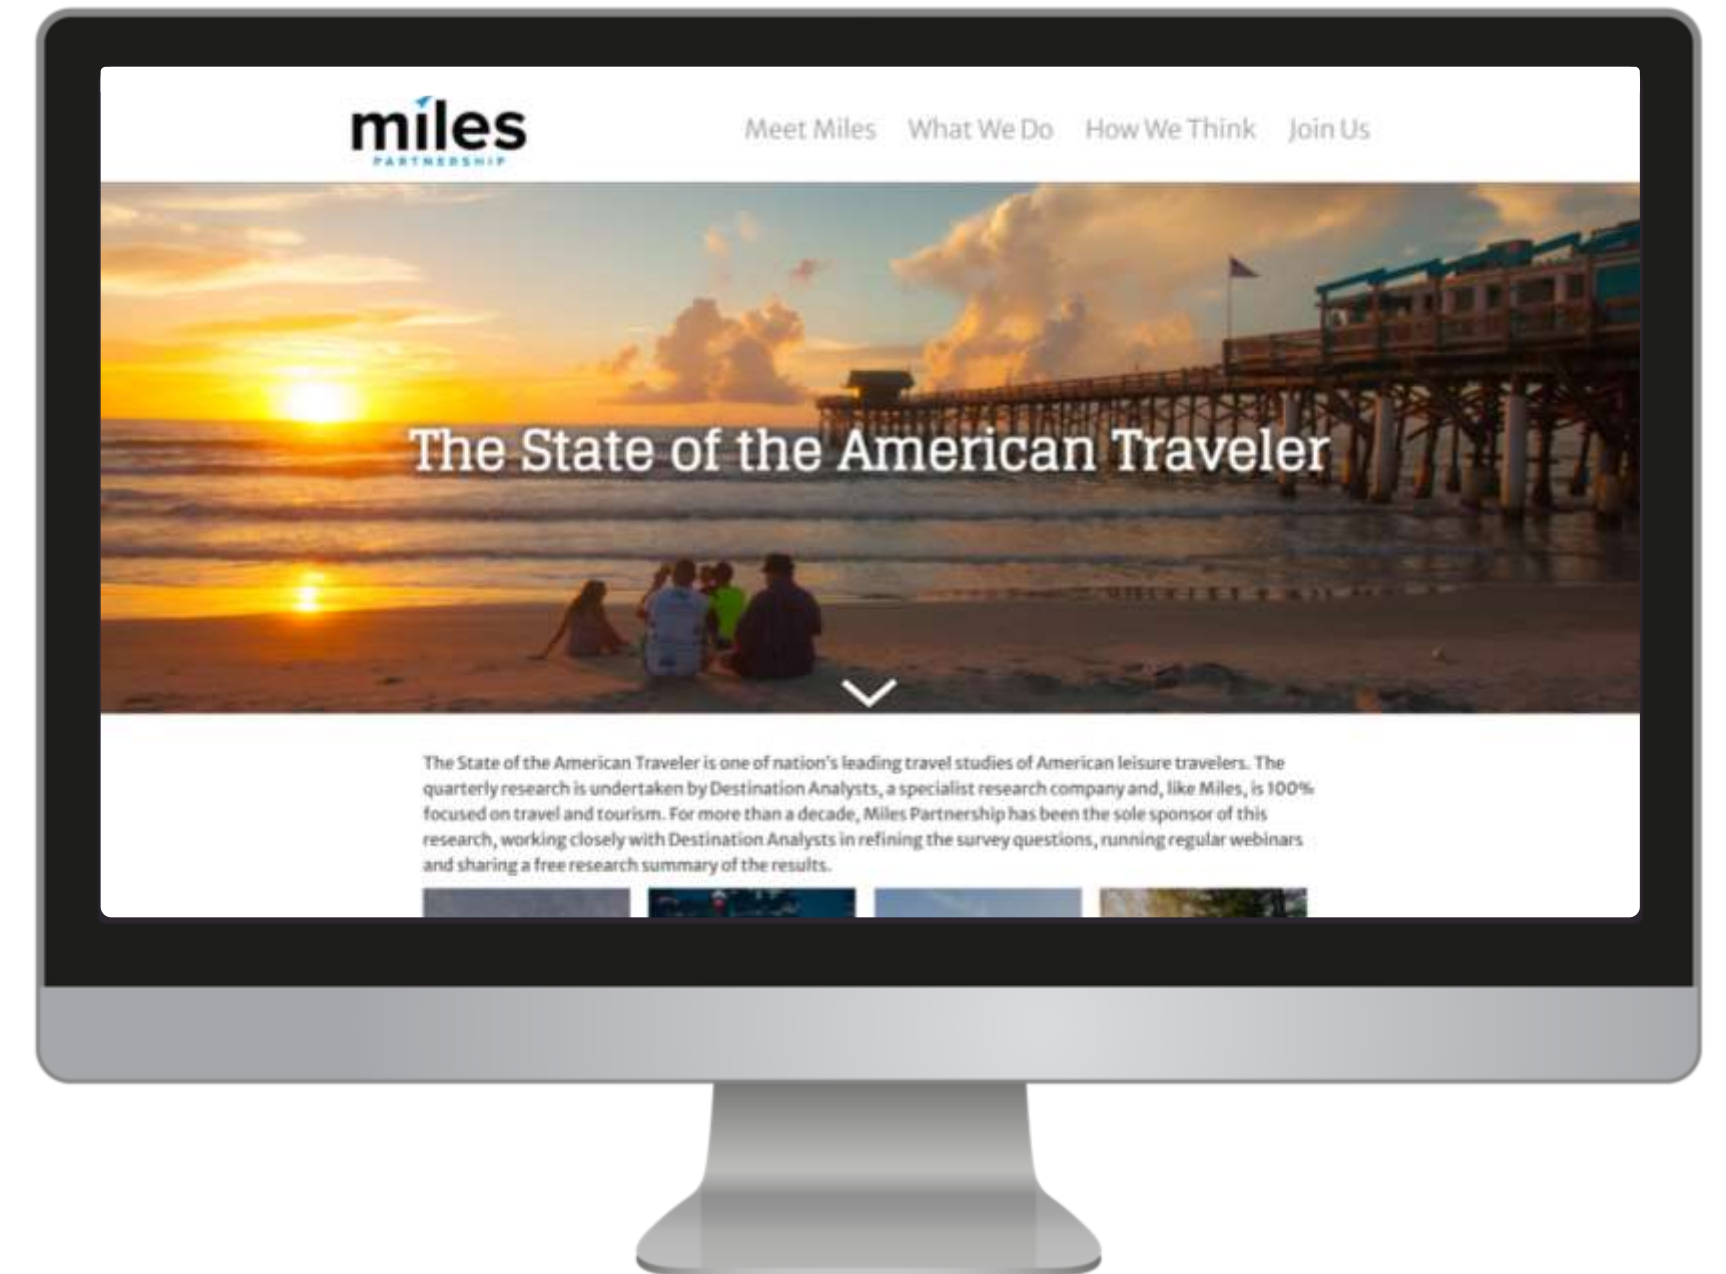 miles
PARTNERSHIP
Meet Miles What We Do How We Think Join Us
The State of the American Traveler
The State of the American Traveler is one of nation's leading travel studies of American leisure travelers. The
quarterly research is undertaken by Destination Analysts, a specialist research company and, like Miles, is 100%
focused on travel and tourism. For more than a decade, Miles Partnership has been the sole sponsor of this
research, working closely with Destination Analysts in refining the survey questions, running regular webinars
and sharing a free research summary of the results.